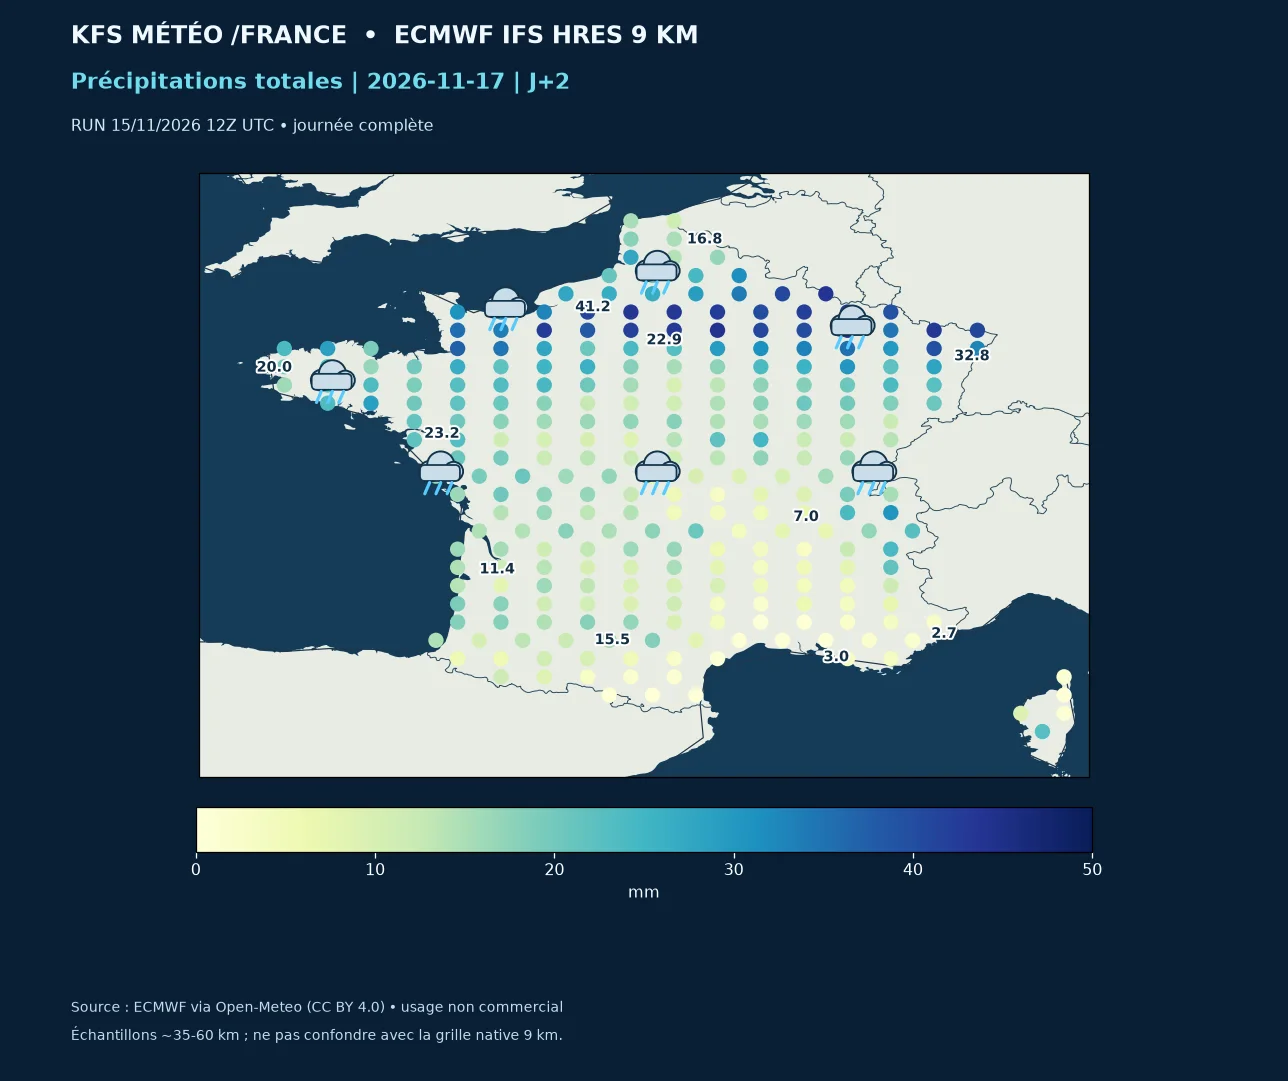 KFS MÉTÉO /FRANCE • ECMWF IFS HRES 9 KM
Précipitations totales | 2026-11-17 | J+2
RUN 15/11/2026 12Z UTC • journée complète
16.8
41.2
22.9
32.8
20.0
23.2
7.0
11.4
2.7
15.5
3.0
0 10 20 30 40 50
mm
Source : ECMWF via Open-Meteo (CC BY 4.0) • usage non commercial
Échantillons ~35-60 km ; ne pas confondre avec la grille native 9 km.